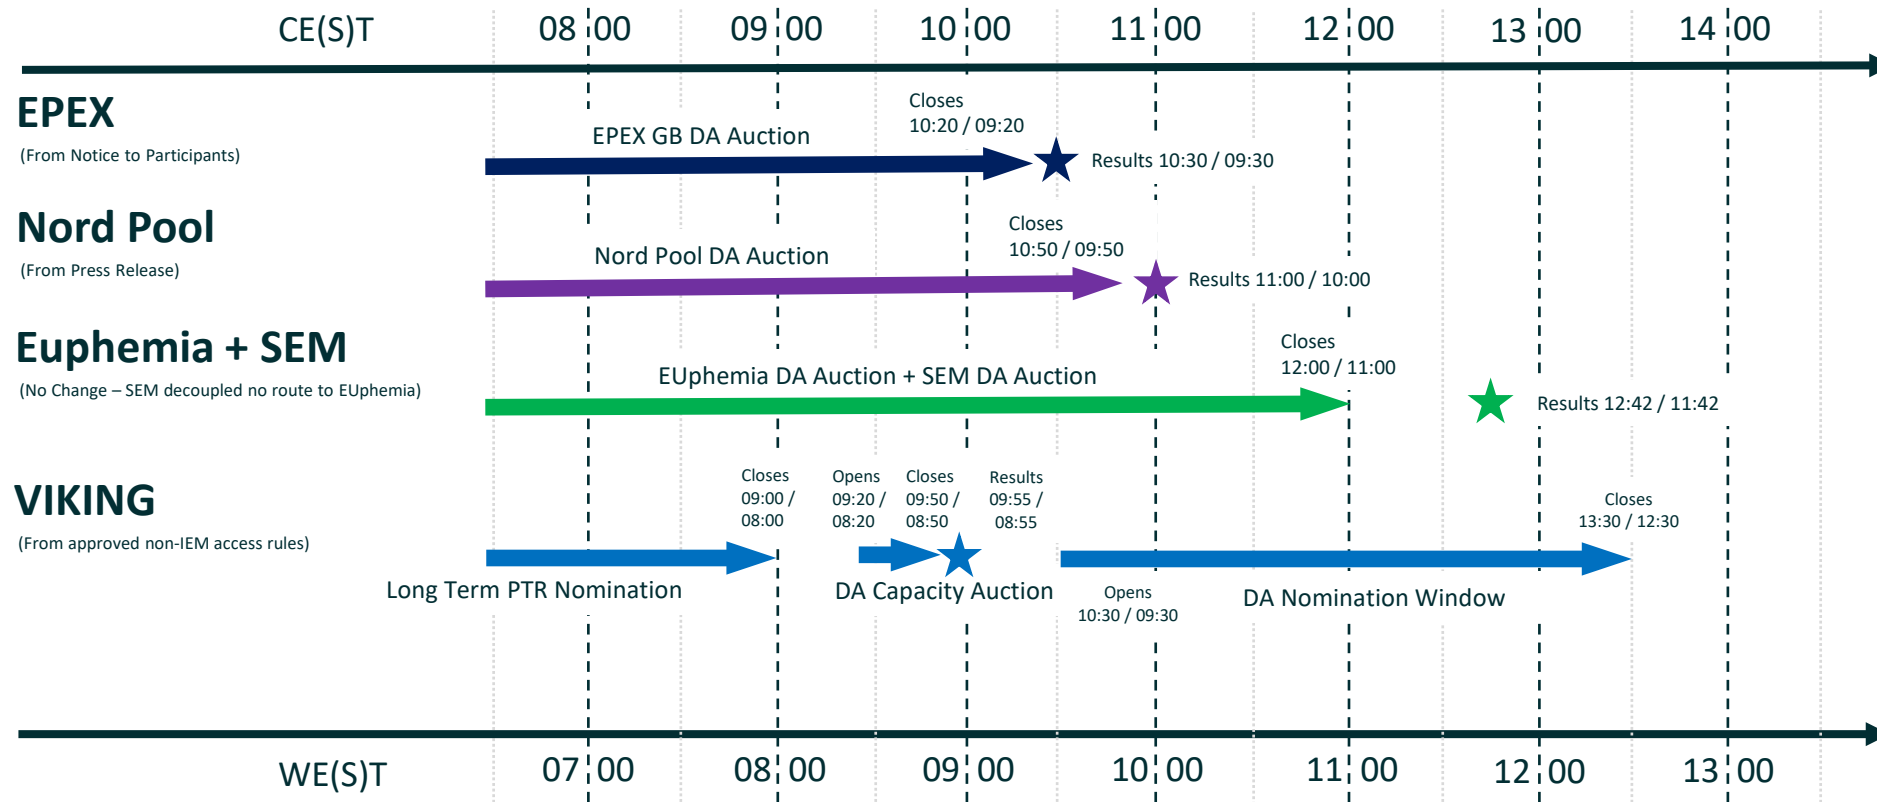 CE(S)T
08:00
09:00
10:00
11:00
12:00
13:00
14:00
EPEX
(From Notice to Participants)
EPEX GB DA Auction
Closes
10:20 / 09:20
Results 10:30 / 09:30
Nord Pool
(From Press Release)
Nord Pool DA Auction
Closes
10:50 / 09:50
Results 11:00 / 10:00
Euphemia + SEM
(No Change – SEM decoupled no route to EUphemia)
EUphemia DA Auction + SEM DA Auction
Closes
12:00 / 11:00
Results 12:42 / 11:42
VIKING
(From approved non-IEM access rules)
Long Term PTR Nomination
Closes
09:00 /
08:00
Opens
09:20 /
08:20
Closes
09:50 /
08:50
Results
09:55 /
08:55
DA Capacity Auction
Opens
10:30 / 09:30
DA Nomination Window
Closes
13:30 / 12:30
WE(S)T
07:00
08:00
09:00
10:00
11:00
12:00
13:00